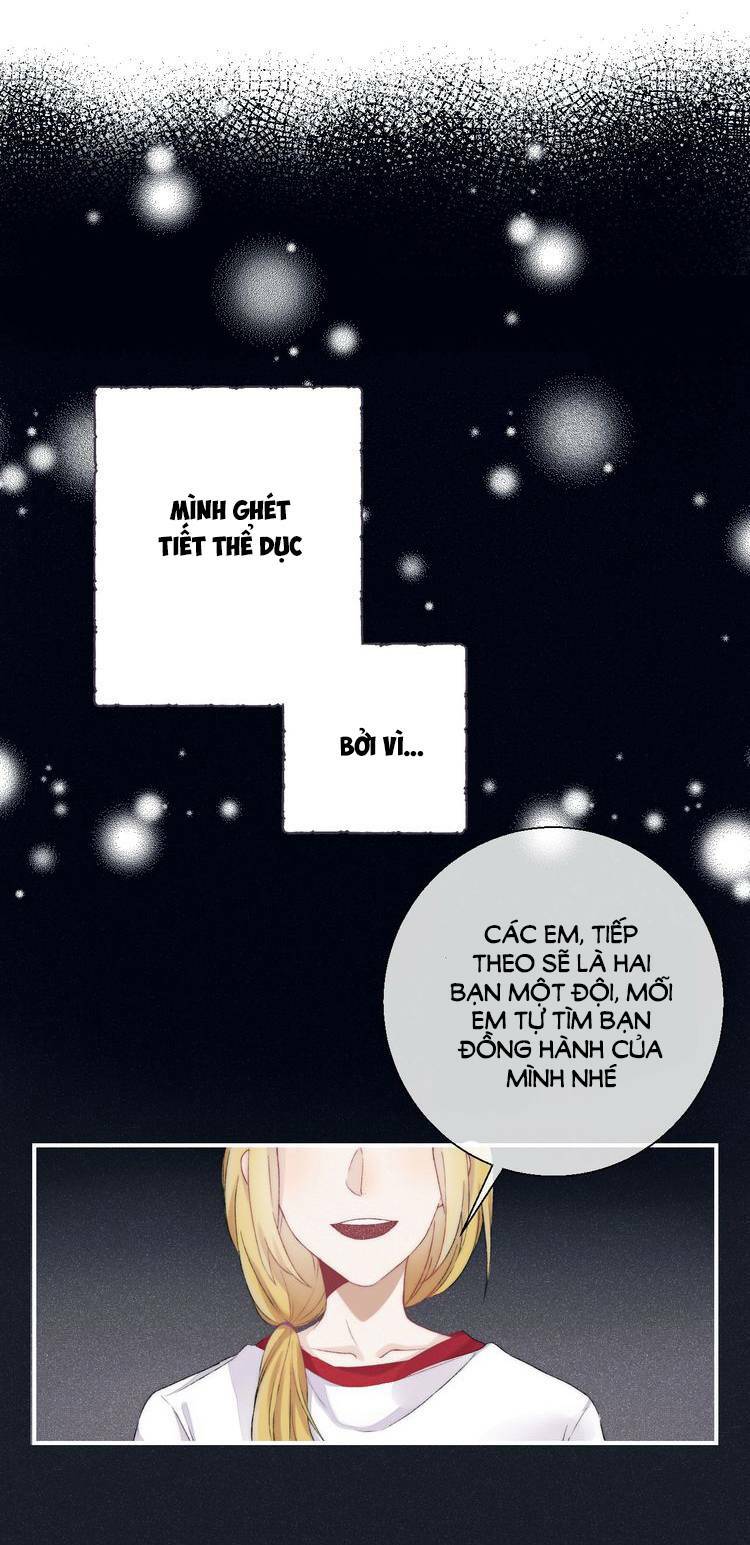 MÌNH GHÉT
TIẾT THỂ DỤC
BỞI VÌ...
CÁC EM, TIẾP
THEO SẼ LÀ HAI
BẠN MỘT ĐỘI, MỖI
EM TỰ TÌM BẠN
ĐỒNG HÀNH CỦA
MÌNH NHÉ